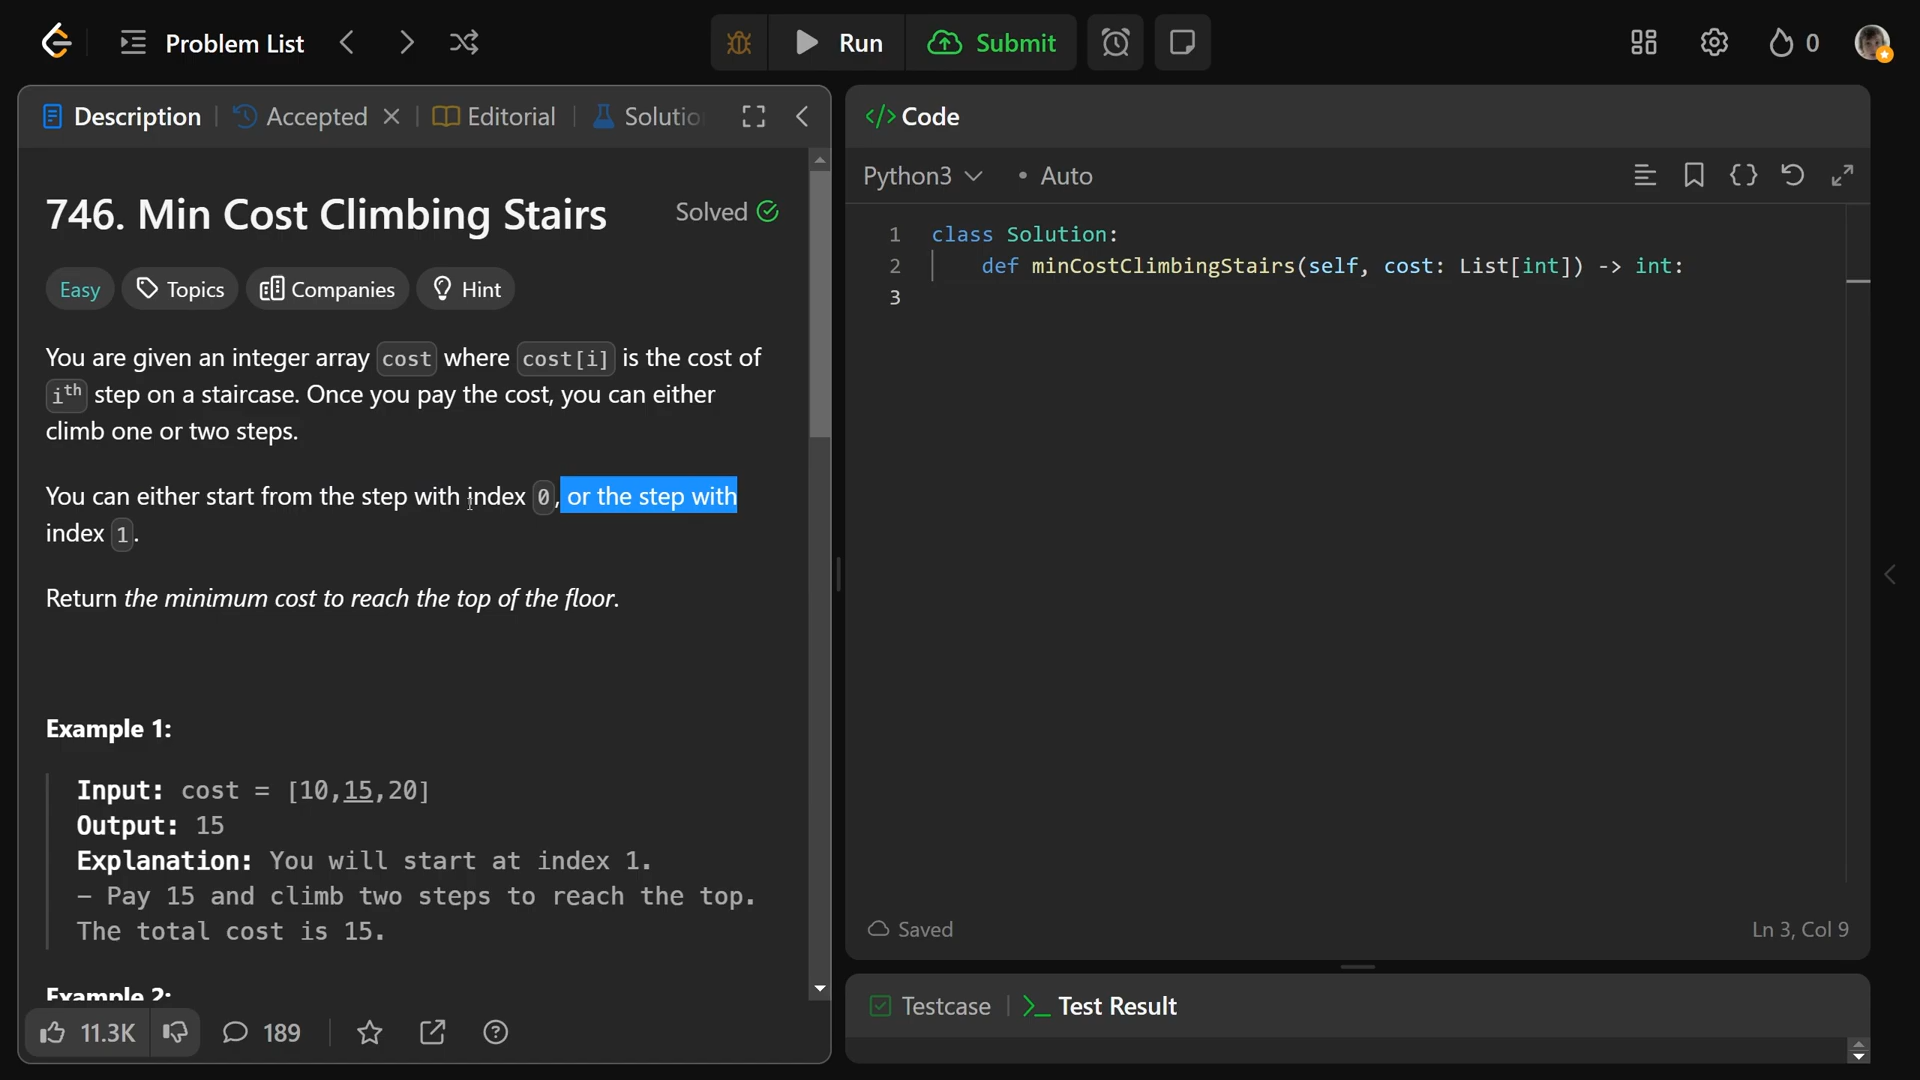 Problem List
Run
Submit
0
Description
Accepted
Editorial
Solutio
746. Min Cost Climbing Stairs
Solved
Easy
Topics
Companies
Hint
You are given an integer array cost where cost[i] is the cost of
ith step on a staircase. Once you pay the cost, you can either
climb one or two steps.
You can either start from the step with index 0, or the step with
index 1.
Return the minimum cost to reach the top of the floor.
Example 1:
Input: cost = [10,15,20]
Output: 15
Explanation: You will start at index 1.
- Pay 15 and climb two steps to reach the top.
The total cost is 15.
Example 2:
11.3K
189
</> Code
Python3
• Auto
1 class Solution:
2 def minCostClimbingStairs(self, cost: List[int]) -> int:
3
Saved
Ln 3, Col 9
Testcase
>_ Test Result